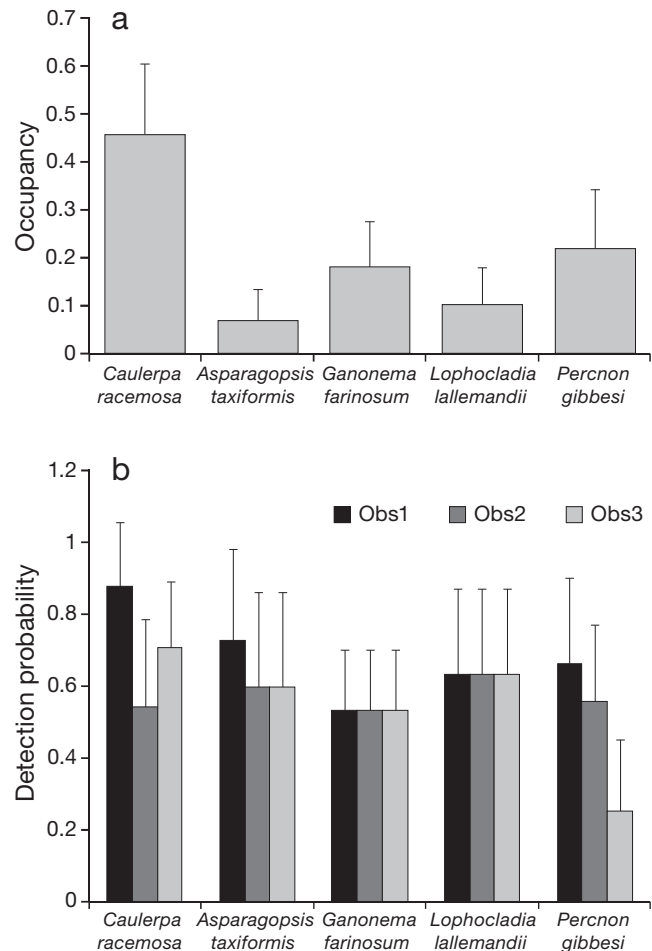 a
0.7
0.6
0.5
0.4
0.3
0.2
0.1
0
Occupancy
Caulerpa racemosa
Asparagopsis taxiformis
Ganonema farinosum
Lophocladia lallemandii
Percnon gibbesi
b
1.2
1
0.8
0.6
0.4
0.2
0
Detection probability
Obs1 Obs2 Obs3
Caulerpa racemosa
Asparagopsis taxiformis
Ganonema farinosum
Lophocladia lallemandii
Percnon gibbesi